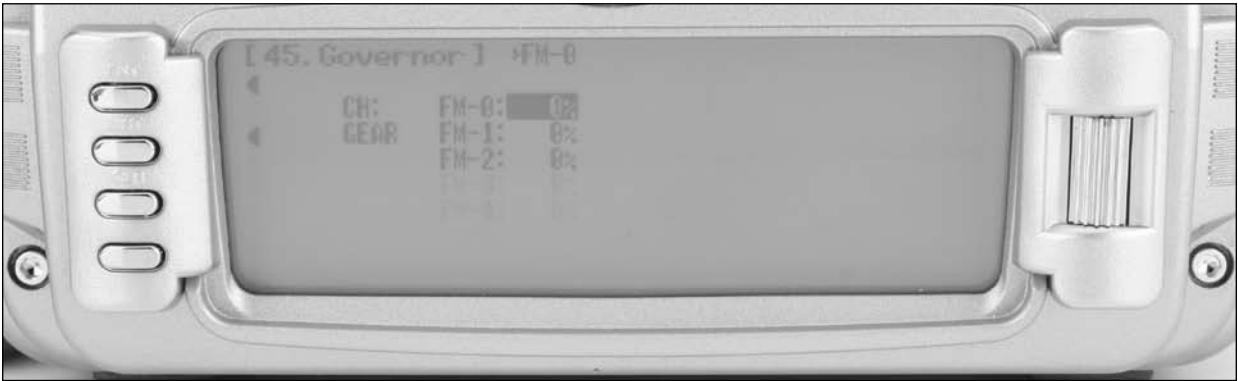 [45.Governor] ›FM-0
CH: FM-0: 0%
GEAR FM-1: 0%
FM-2: 0%